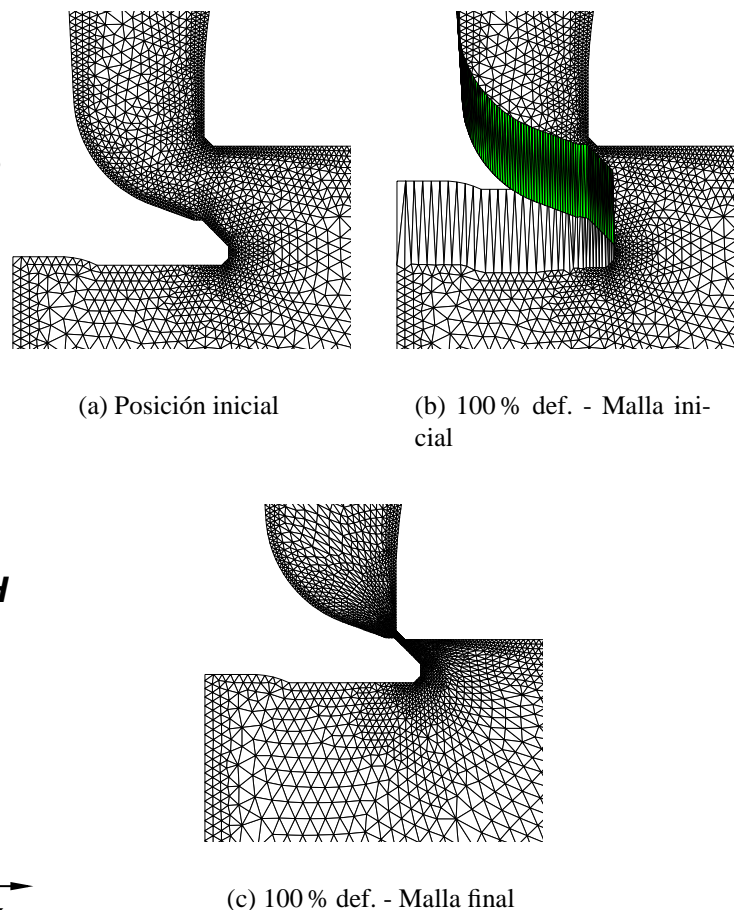 (a) Posición inicial
(b) 100 % def. - Malla ini-
cial
(c) 100 % def. - Malla final